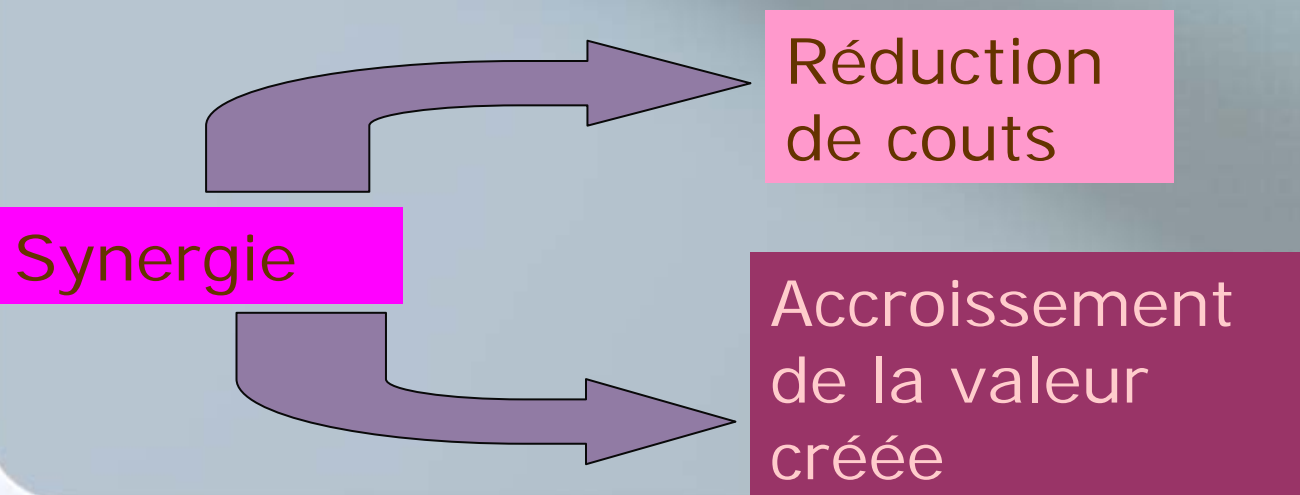 Synergie
Réduction
de couts
Accroissement
de la valeur
créée